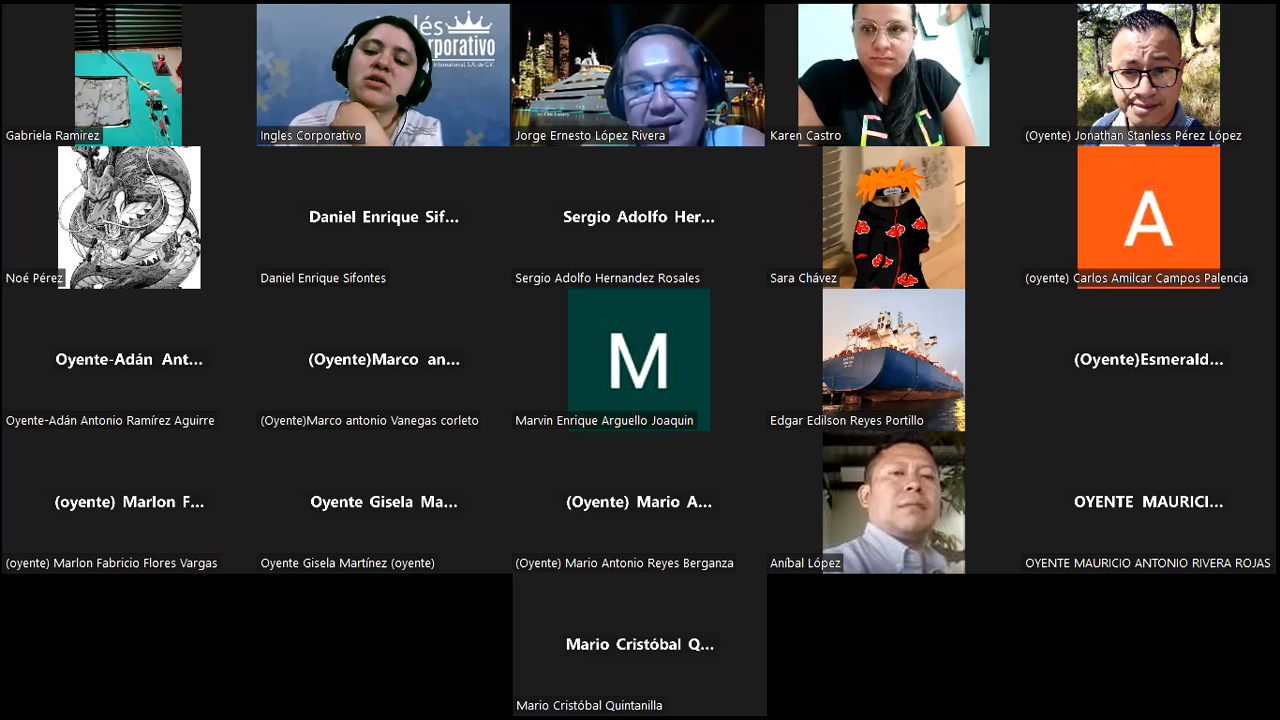 Gabriela Ramirez
lés
rporativo
International, S.A. de C.V.
Ingles Corporativo
Jorge Ernesto López Rivera
Karen Castro
(Oyente) Jonathan Stanless Pérez López
Noé Pérez
Daniel Enrique Sif...
Daniel Enrique Sifontes
Sergio Adolfo Her...
Sergio Adolfo Hernandez Rosales
Sara Chávez
A
(oyente) Carlos Amilcar Campos Palencia
Oyente-Adán Ant...
Oyente-Adán Antonio Ramírez Aguirre
(Oyente)Marco an...
(Oyente)Marco antonio Vanegas corleto
M
Marvin Enrique Arguello Joaquin
Edgar Edilson Reyes Portillo
(Oyente)Esmerald...
(oyente) Marlon F...
(oyente) Marlon Fabricio Flores Vargas
Oyente Gisela Ma...
Oyente Gisela Martínez (oyente)
(Oyente) Mario A...
(Oyente) Mario Antonio Reyes Berganza
Aníbal López
OYENTE MAURICI...
OYENTE MAURICIO ANTONIO RIVERA ROJAS
Mario Cristóbal Q...
Mario Cristóbal Quintanilla